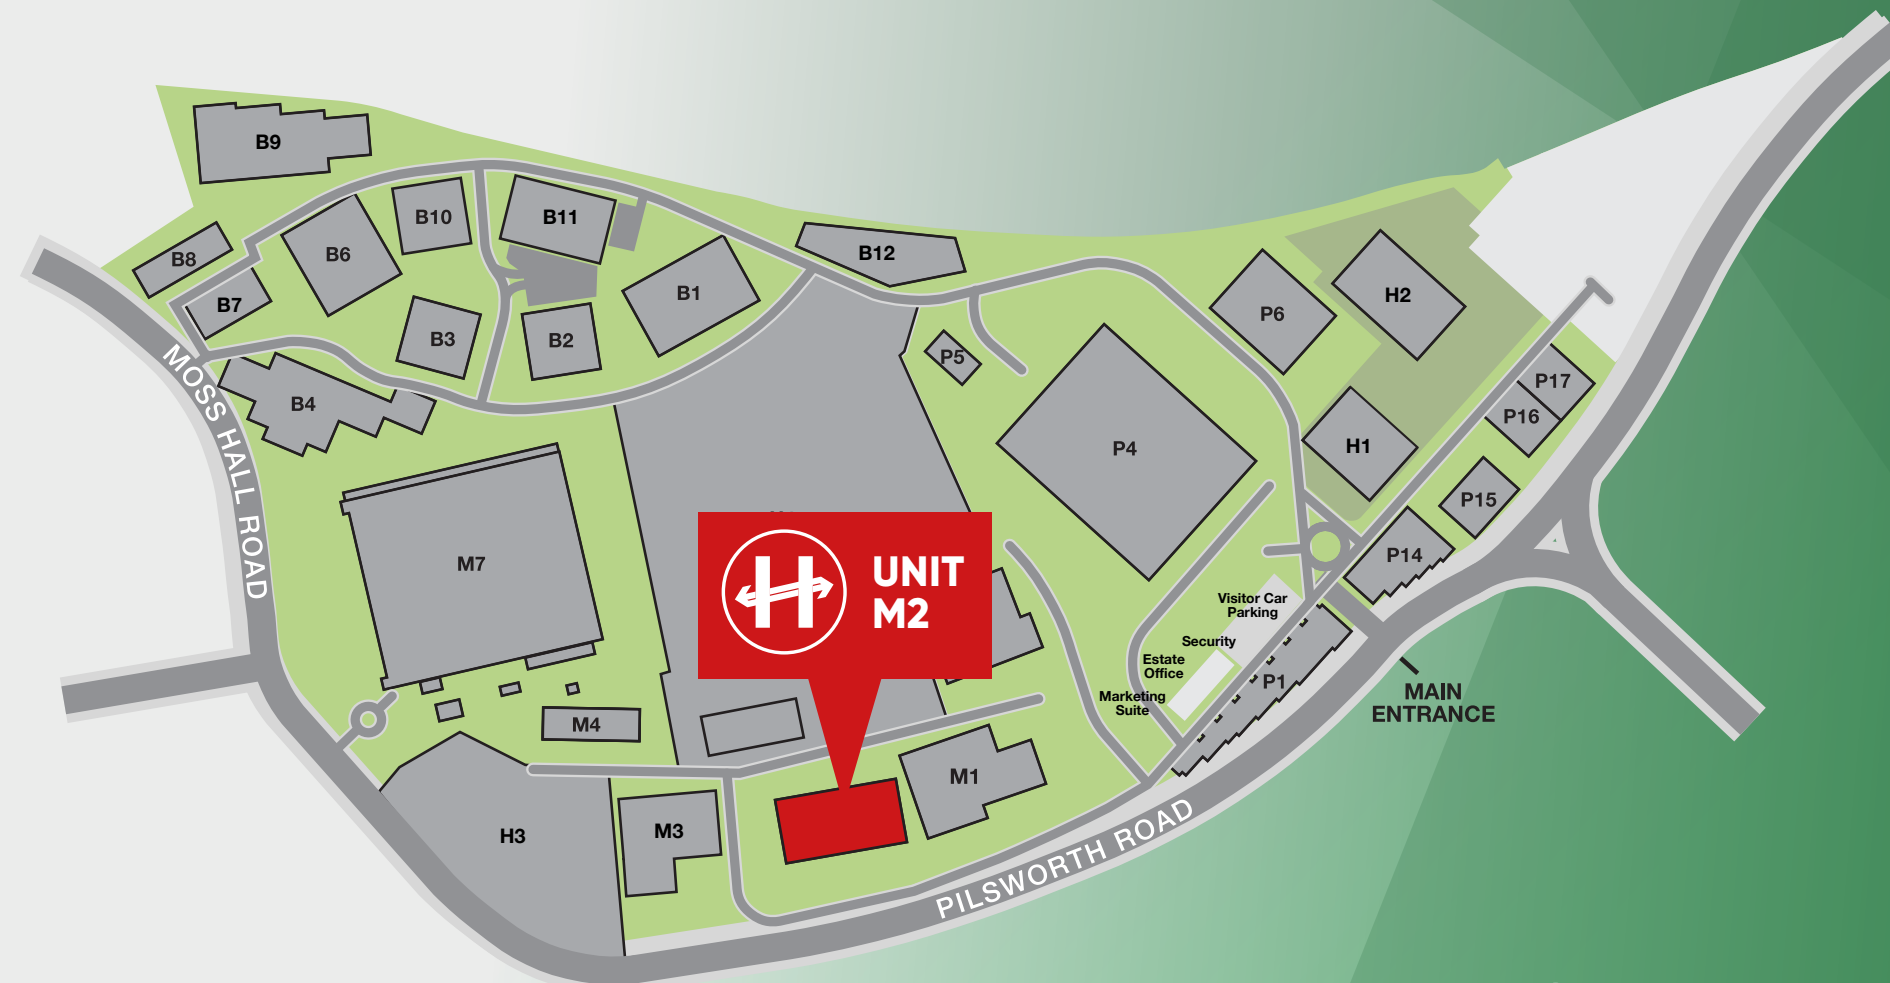 B9
B10
B11
B8
B6
B12
B7
B1
B3
B2
B4
P5
P6
H2
P17
P16
H1
P4
P15
P14
MOSS HALL ROAD
M7
H UNIT
M2
Visitor Car
Parking
Security
Estate
Office
Marketing
Suite
P1
MAIN
ENTRANCE
M4
M1
M3
H3
PILSWORTH ROAD